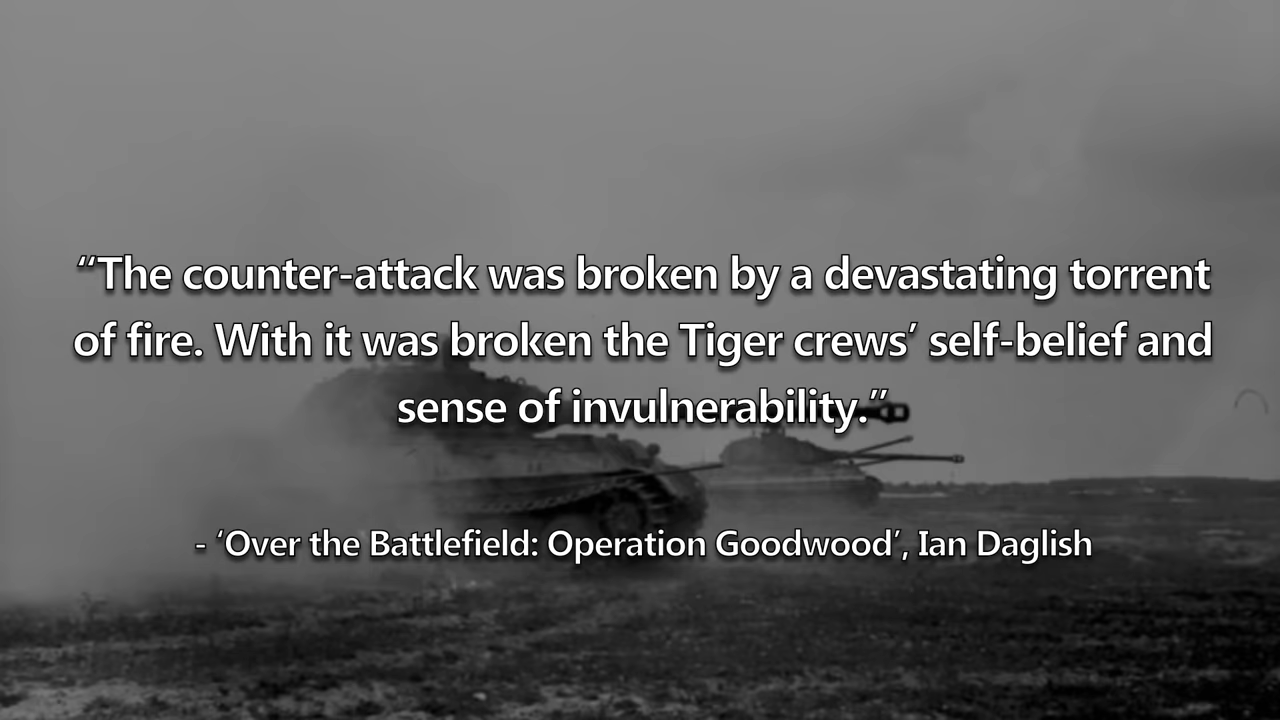 “The counter-attack was broken by a devastating torrent
of fire. With it was broken the Tiger crews’ self-belief and
sense of invulnerability.”
- ‘Over the Battlefield: Operation Goodwood’, Ian Daglish